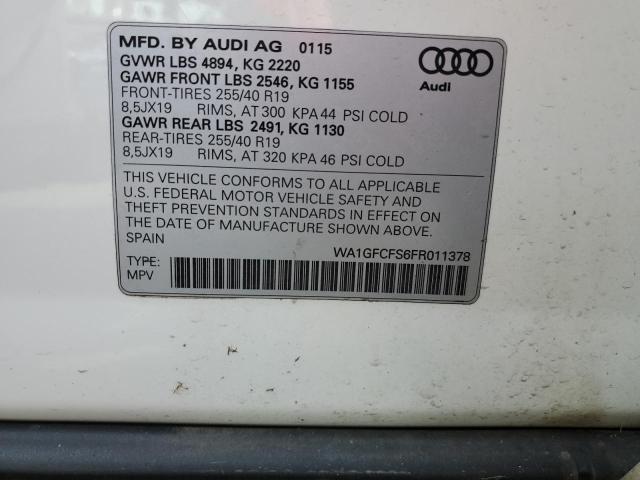 MFD. BY AUDI AG 0115
GVWR LBS 4894, KG 2220
GAWR FRONT LBS 2546, KG 1155
FRONT-TIRES 255/40 R19
8,5JX19 RIMS, AT 300 KPA 44 PSI COLD
GAWR REAR LBS 2491, KG 1130
REAR-TIRES 255/40 R19
8,5JX19 RIMS, AT 320 KPA 46 PSI COLD
Audi
THIS VEHICLE CONFORMS TO ALL APPLICABLE
U.S. FEDERAL MOTOR VEHICLE SAFETY AND
THEFT PREVENTION STANDARDS IN EFFECT ON
THE DATE OF MANUFACTURE SHOWN ABOVE.
SPAIN
WA1GFCFS6FR011378
TYPE:
MPV